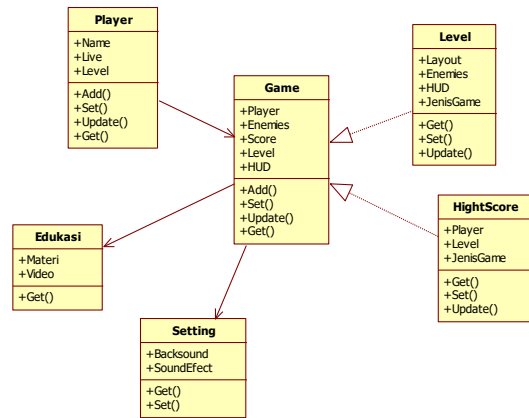 Player
+Name
+Live
+Level
+Add()
+Set()
+Update()
+Get()
Game
+Player
+Enemies
+Score
+Level
+HUD
+Add()
+Set()
+Update()
+Get()
Level
+Layout
+Enemies
+HUD
+JenisGame
+Get()
+Set()
+Update()
HightScore
+Player
+Level
+JenisGame
+Get()
+Set()
+Update()
Edukasi
+Materi
+Video
+Get()
Setting
+Backsound
+SoundEfect
+Get()
+Set()